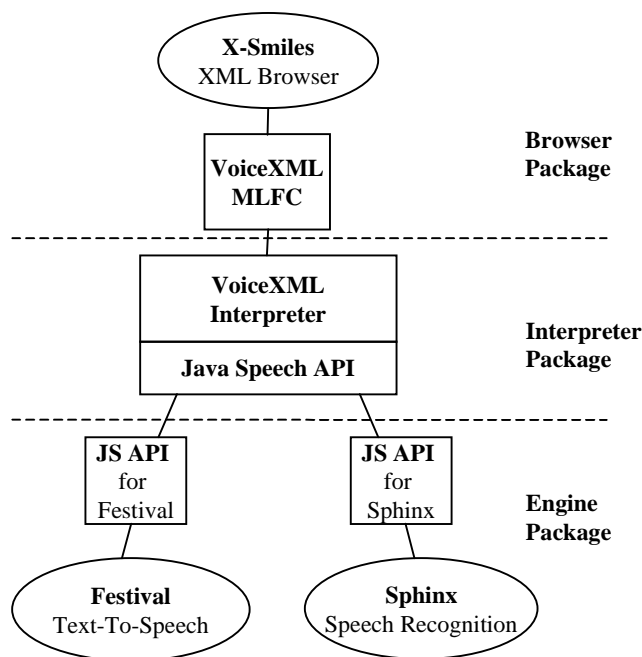 X-Smiles
XML Browser
VoiceXML
MLFC
Browser
Package
VoiceXML
Interpreter
Java Speech API
Interpreter
Package
JS API
for
Festival
JS API
for
Sphinx
Engine
Package
Festival
Text-To-Speech
Sphinx
Speech Recognition